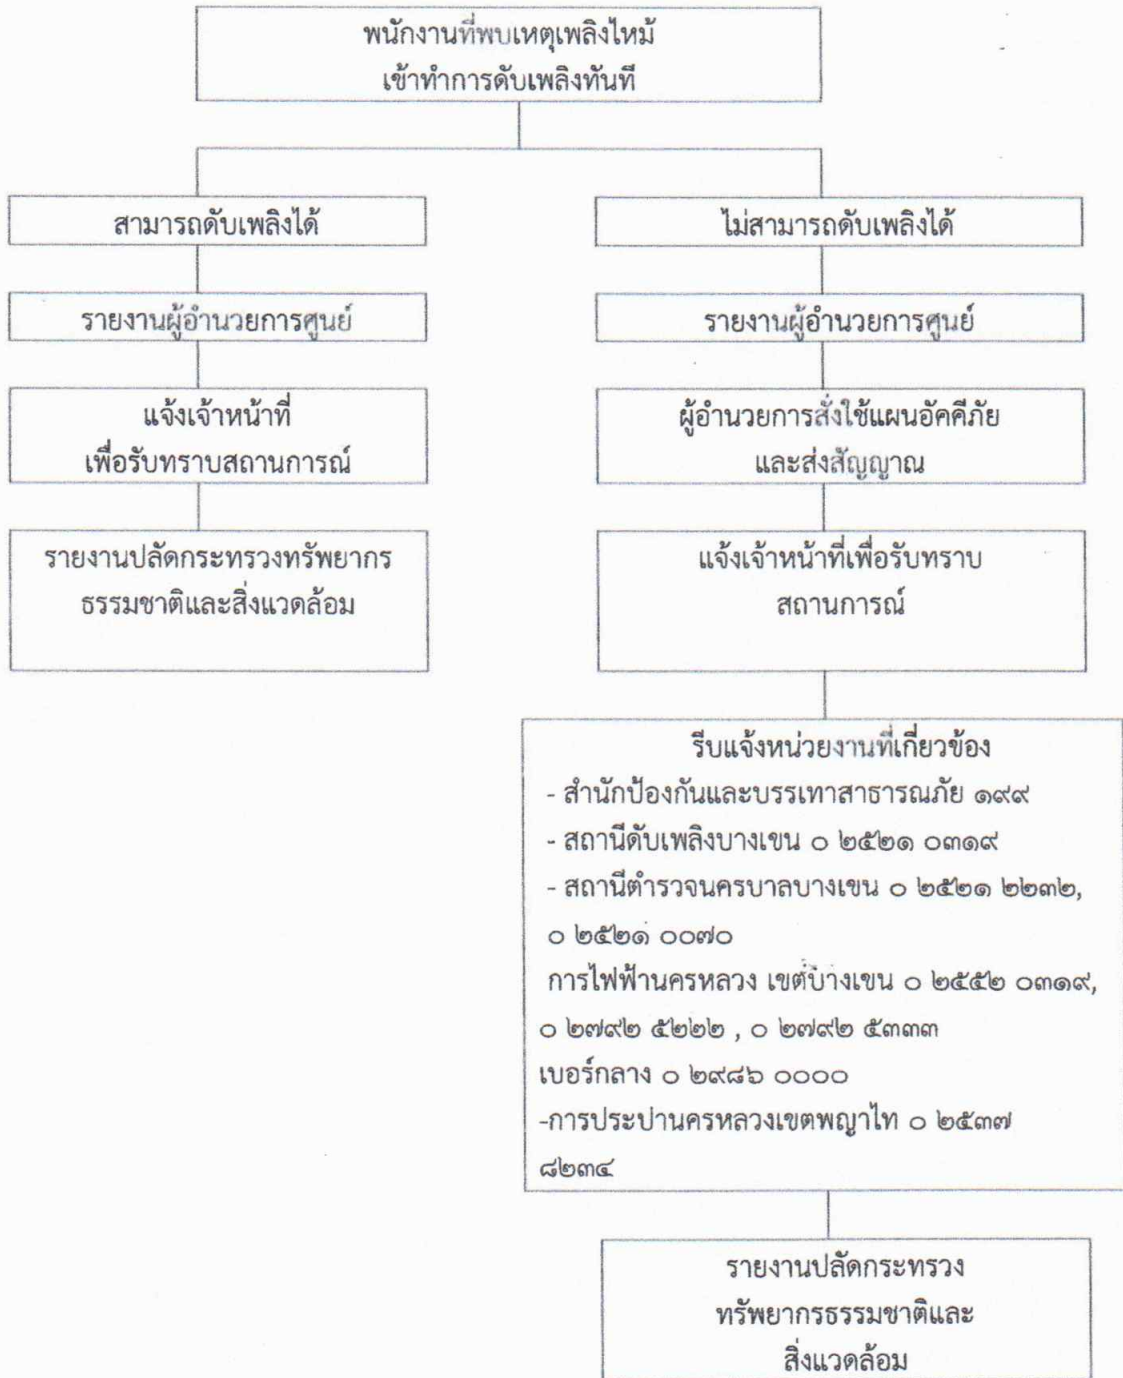 พนักงานที่พบเหตุเพลิงไหม้
เข้าทำการดับเพลิงทันที
สามารถดับเพลิงได้
รายงานผู้อำนวยการศูนย์
แจ้งเจ้าหน้าที่
เพื่อรับทราบสถานการณ์
รายงานปลัดกระทรวงทรัพยากร
ธรรมชาติและสิ่งแวดล้อม
ไม่สามารถดับเพลิงได้
รายงานผู้อำนวยการศูนย์
ผู้อำนวยการสั่งใช้แผนอัคคีภัย
และส่งสัญญาณ
แจ้งเจ้าหน้าที่เพื่อรับทราบ
สถานการณ์
รีบแจ้งหน่วยงานที่เกี่ยวข้อง
- สำนักป้องกันและบรรเทาสาธารณภัย ๑๙๙
- สถานีดับเพลิงบางเขน ๐ ๒๕๒๑ ๐๓๑๙
- สถานีตำรวจนครบาลบางเขน ๐ ๒๕๒๑ ๒๒๓๒,
๐ ๒๕๒๑ ๐๐๗๐
การไฟฟ้านครหลวง เขตบางเขน ๐ ๒๕๕๒ ๐๓๑๙,
๐ ๒๗๙๒ ๕๒๒๒ , ๐ ๒๗๙๒ ๕๓๓๓
เบอร์กลาง ๐ ๒๙๘๖ ๐๐๐๐
-การประปานครหลวงเขตพญาไท ๐ ๒๕๓๗
๘๒๓๔
รายงานปลัดกระทรวง
ทรัพยากรธรรมชาติและ
สิ่งแวดล้อม